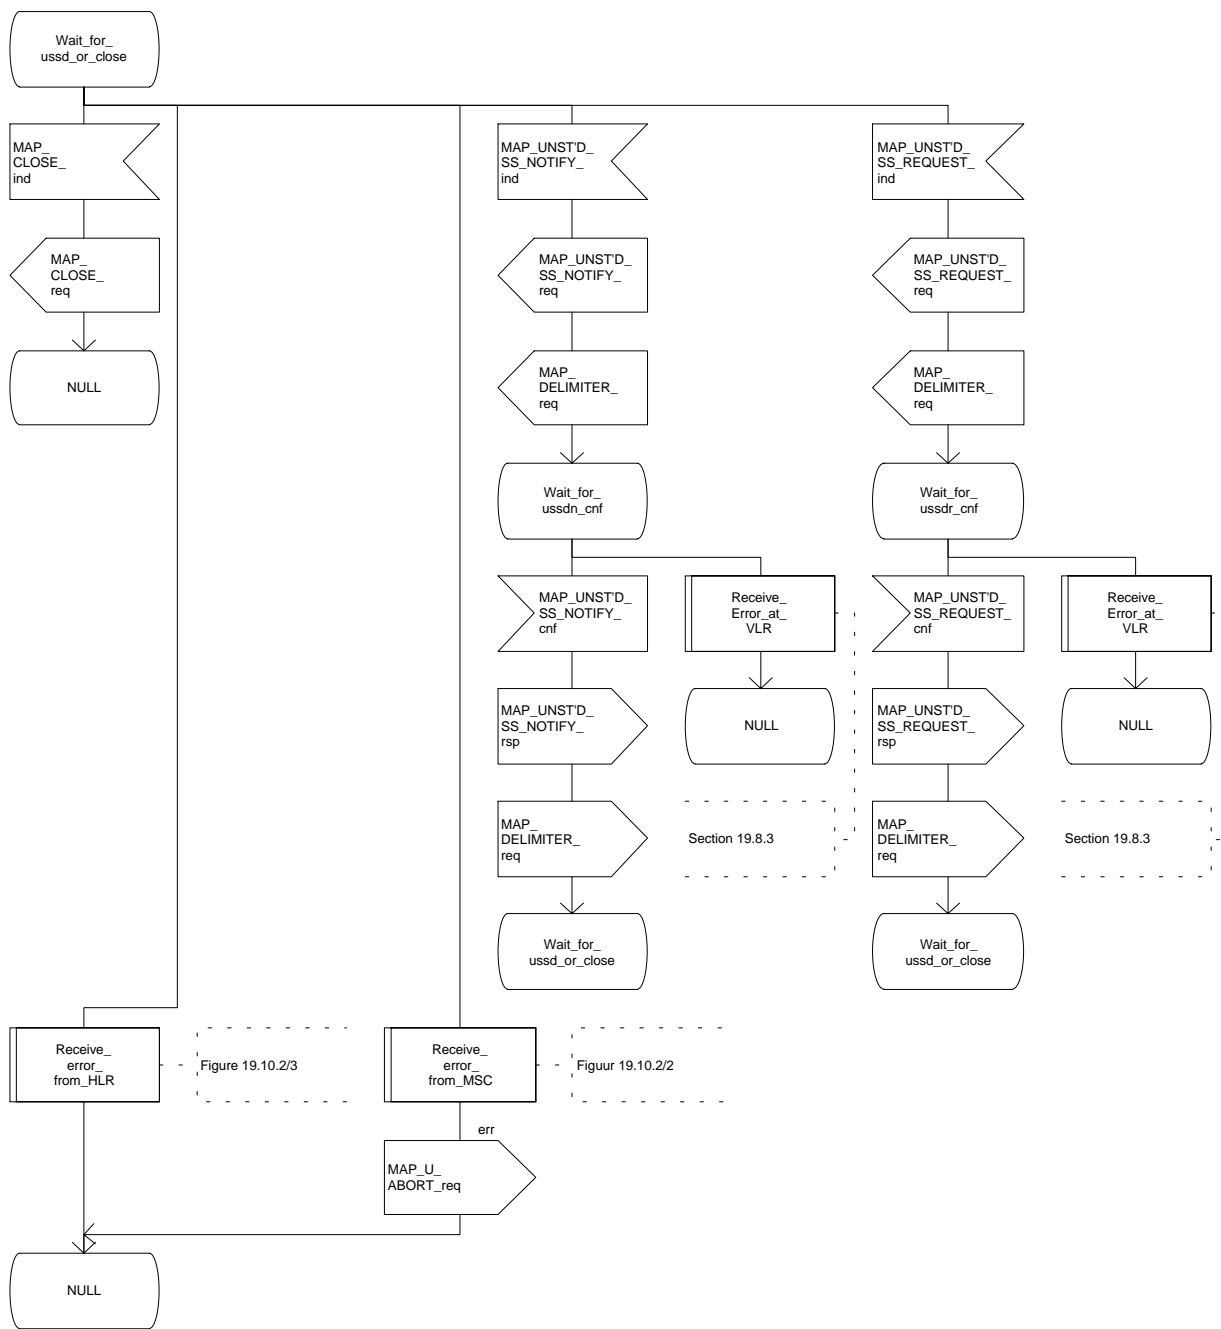 Wait_for_
ussd_or_close
MAP_
CLOSE_
ind
MAP_UNST'D_
SS_NOTIFY_
ind
MAP_UNST'D_
SS_REQUEST_
ind
MAP_
CLOSE_
req
MAP_UNST'D_
SS_NOTIFY_
req
MAP_UNST'D_
SS_REQUEST_
req
NULL
MAP_
DELIMITER_
req
MAP_
DELIMITER_
req
Wait_for_
ussdn_cnf
Wait_for_
ussdr_cnf
MAP_UNST'D_
SS_NOTIFY_
cnf
Receive_
Error_at_
VLR
MAP_UNST'D_
SS_REQUEST_
cnf
Receive_
Error_at_
VLR
MAP_UNST'D_
SS_NOTIFY_
rsp
NULL
MAP_UNST'D_
SS_REQUEST_
rsp
NULL
MAP_
DELIMITER_
req
Section 19.8.3
MAP_
DELIMITER_
req
Section 19.8.3
Wait_for_
ussd_or_close
Wait_for_
ussd_or_close
Receive_
error_
from_HLR
Figure 19.10.2/3
Receive_
error_
from_MSC
Figuur 19.10.2/2
err
MAP_U_
ABORT_req
NULL